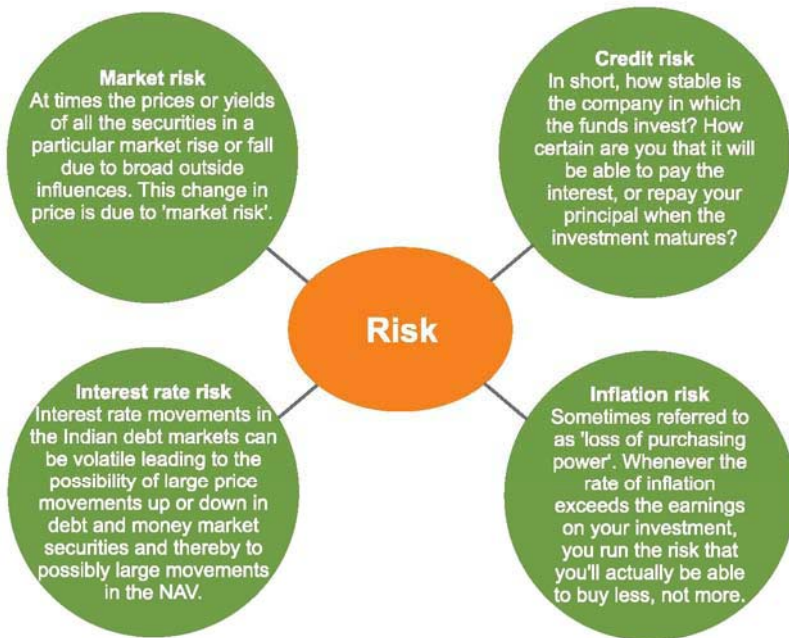 Market risk
At times the prices or yields
of all the securities in a
particular market rise or fall
due to broad outside
influences. This change in
price is due to 'market risk'.
Credit risk
In short, how stable is
the company in which
the funds invest? How
certain are you that it will
be able to pay the
interest, or repay your
principal when the
investment matures?
Risk
Interest rate risk
Interest rate movements in
the Indian debt markets can
be volatile leading to the
possibility of large price
movements up or down in
debt and money market
securities and thereby to
possibly large movements
in the NAV.
Inflation risk
Sometimes referred to
as 'loss of purchasing
power'. Whenever the
rate of inflation
exceeds the earnings
on your investment,
you run the risk that
you'll actually be able
to buy less, not more.